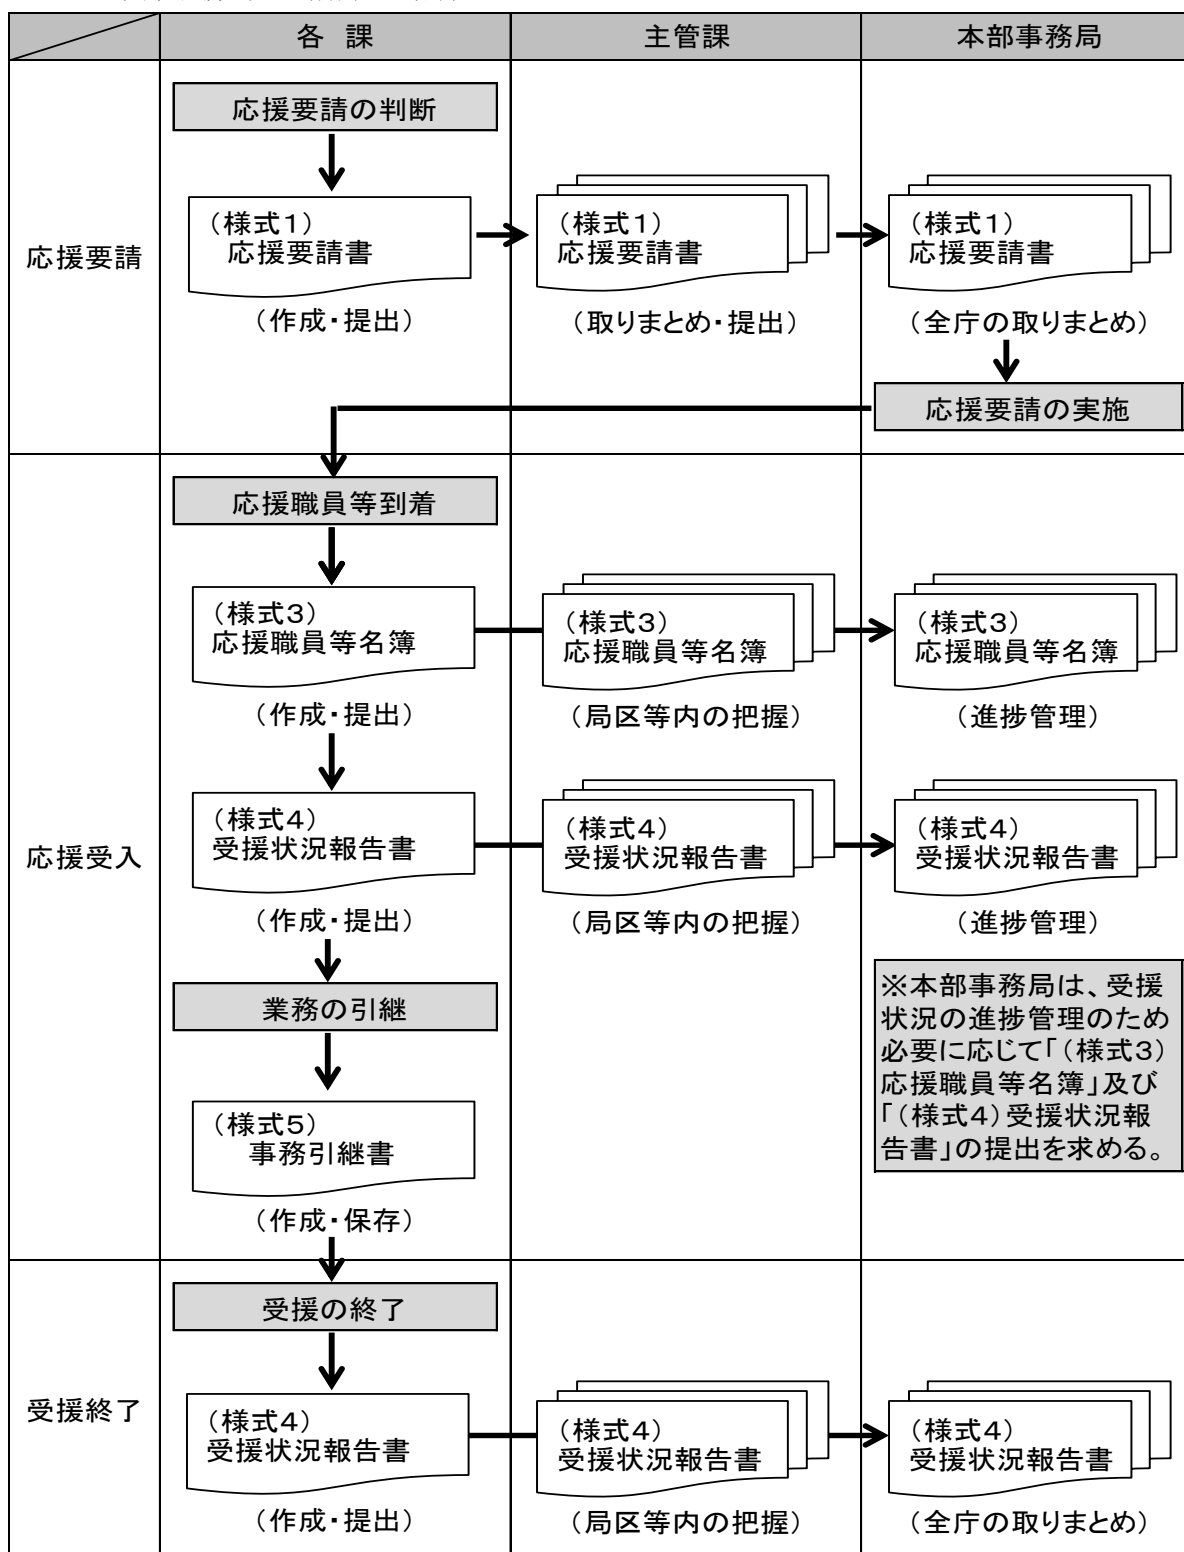 各 課
主管課
本部事務局
応援要請
応援要請の判断
(様式1)
応援要請書
(作成・提出)
(様式1)
応援要請書
(取りまとめ・提出)
(様式1)
応援要請書
(全庁の取りまとめ)
応援要請の実施
応援受入
応援職員等到着
(様式3)
応援職員等名簿
(作成・提出)
(様式3)
応援職員等名簿
(局区等内の把握)
(様式3)
応援職員等名簿
(進捗管理)
(様式4)
受援状況報告書
(作成・提出)
(様式4)
受援状況報告書
(局区等内の把握)
(様式4)
受援状況報告書
(進捗管理)
業務の引継
(様式5)
事務引継書
(作成・保存)
※本部事務局は、受援
状況の進捗管理のため
必要に応じて「(様式3)
応援職員等名簿」及び
「(様式4)受援状況報
告書」の提出を求める。
受援終了
受援の終了
(様式4)
受援状況報告書
(作成・提出)
(様式4)
受援状況報告書
(局区等内の把握)
(様式4)
受援状況報告書
(全庁の取りまとめ)